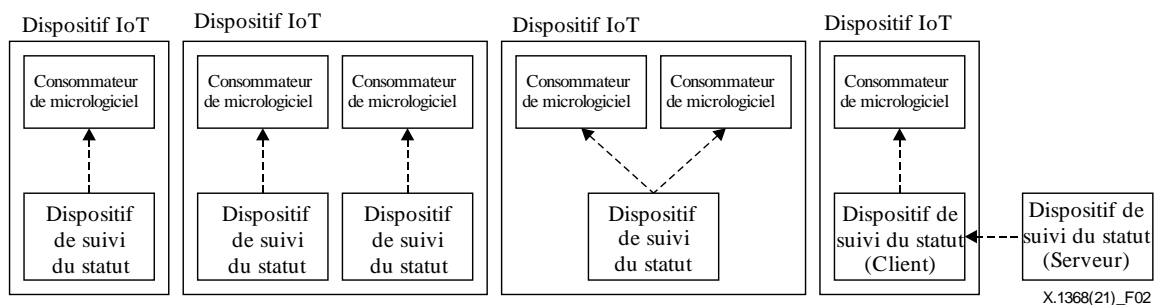 Dispositif IoT
Dispositif IoT
Dispositif IoT
Dispositif IoT
Consommateur
de micrologiciel
Consommateur
de micrologiciel
Consommateur
de micrologiciel
Consommateur
de micrologiciel
Consommateur
de micrologiciel
Consommateur
de micrologiciel
Dispositif
de suivi
du statut
Dispositif
de suivi
du statut
Dispositif
de suivi
du statut
Dispositif
de suivi
du statut
Dispositif de
suivi du statut
(Client)
Dispositif de
suivi du statut
(Serveur)
X.1368(21)_F02